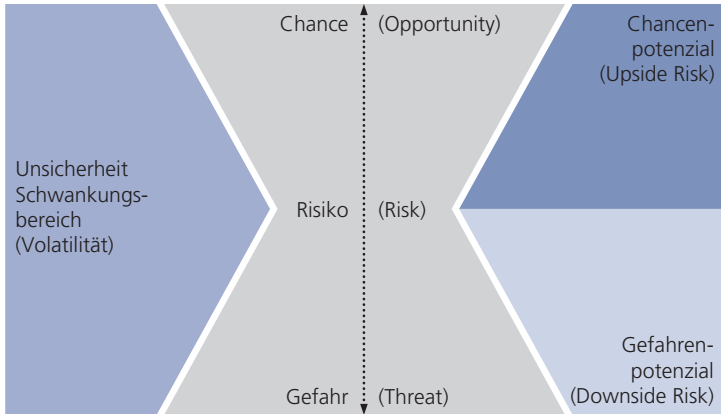 Unsicherheit
Schwankungs-
bereich
(Volatilität)
Chance (Opportunity)
Risiko (Risk)
Gefahr (Threat)
Chancen-
potenzial
(Upside Risk)
Gefahren-
potenzial
(Downside Risk)